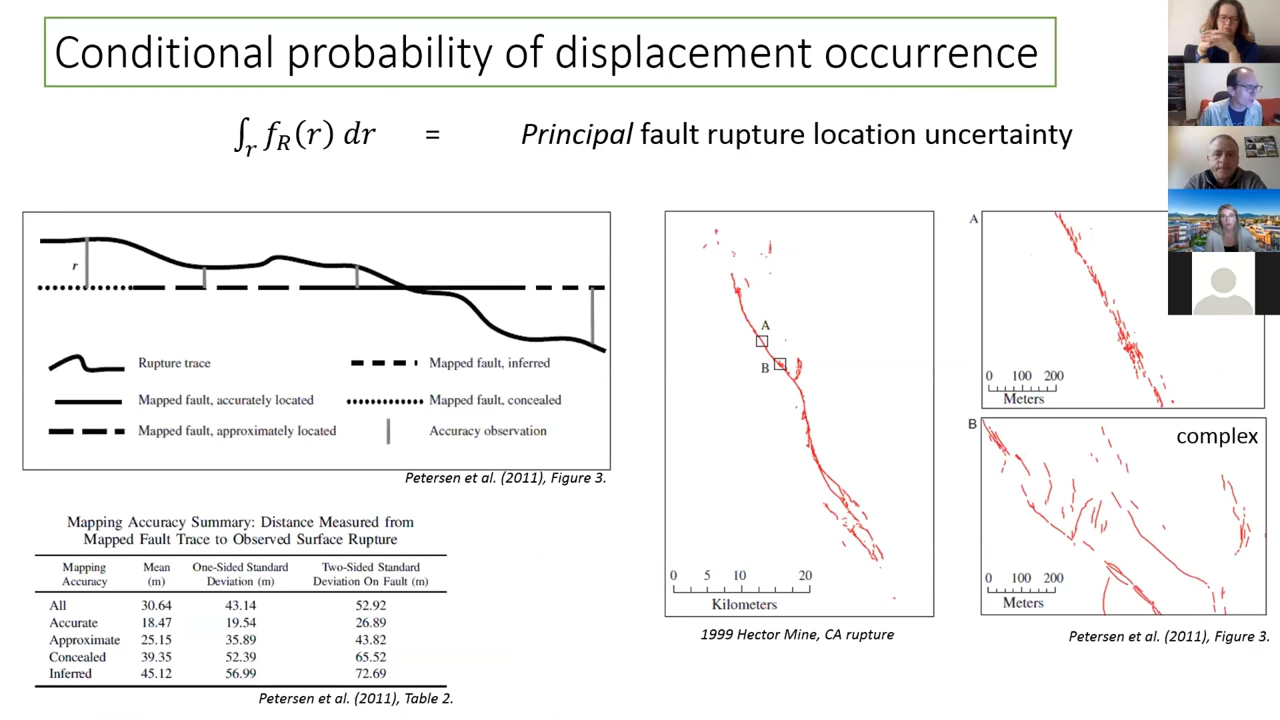 Conditional probability of displacement occurrence
∫r fR(r) dr = Principal fault rupture location uncertainty
r
Rupture trace
Mapped fault, accurately located
Mapped fault, approximately located
Mapped fault, inferred
Mapped fault, concealed
Accuracy observation
Petersen et al. (2011), Figure 3.
Mapping Accuracy Summary: Distance Measured from
Mapped Fault Trace to Observed Surface Rupture
Mapping Accuracy Mean (m) One-Sided Standard Deviation (m) Two-Sided Standard Deviation On Fault (m)
All 30.64 43.14 52.92
Accurate 18.47 19.54 26.89
Approximate 25.15 35.89 43.82
Concealed 39.35 52.39 65.52
Inferred 45.12 56.99 72.69
Petersen et al. (2011), Table 2.
A
B
0 5 10 20
Kilometers
1999 Hector Mine, CA rupture
A
0 100 200
Meters
B
complex
0 100 200
Meters
Petersen et al. (2011), Figure 3.